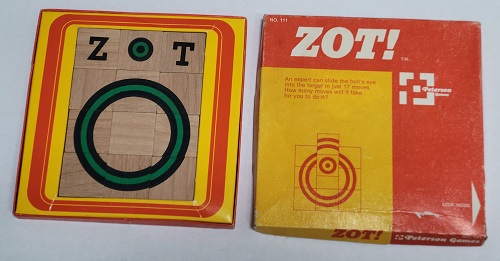 Z O T
NO. 111
ZOT!
T.M.
An expert can slide the bull's eye
into the target in just 17 moves.
How many moves will it take
for you to do it?
Peterson
Games
ZOT! Peterson Games